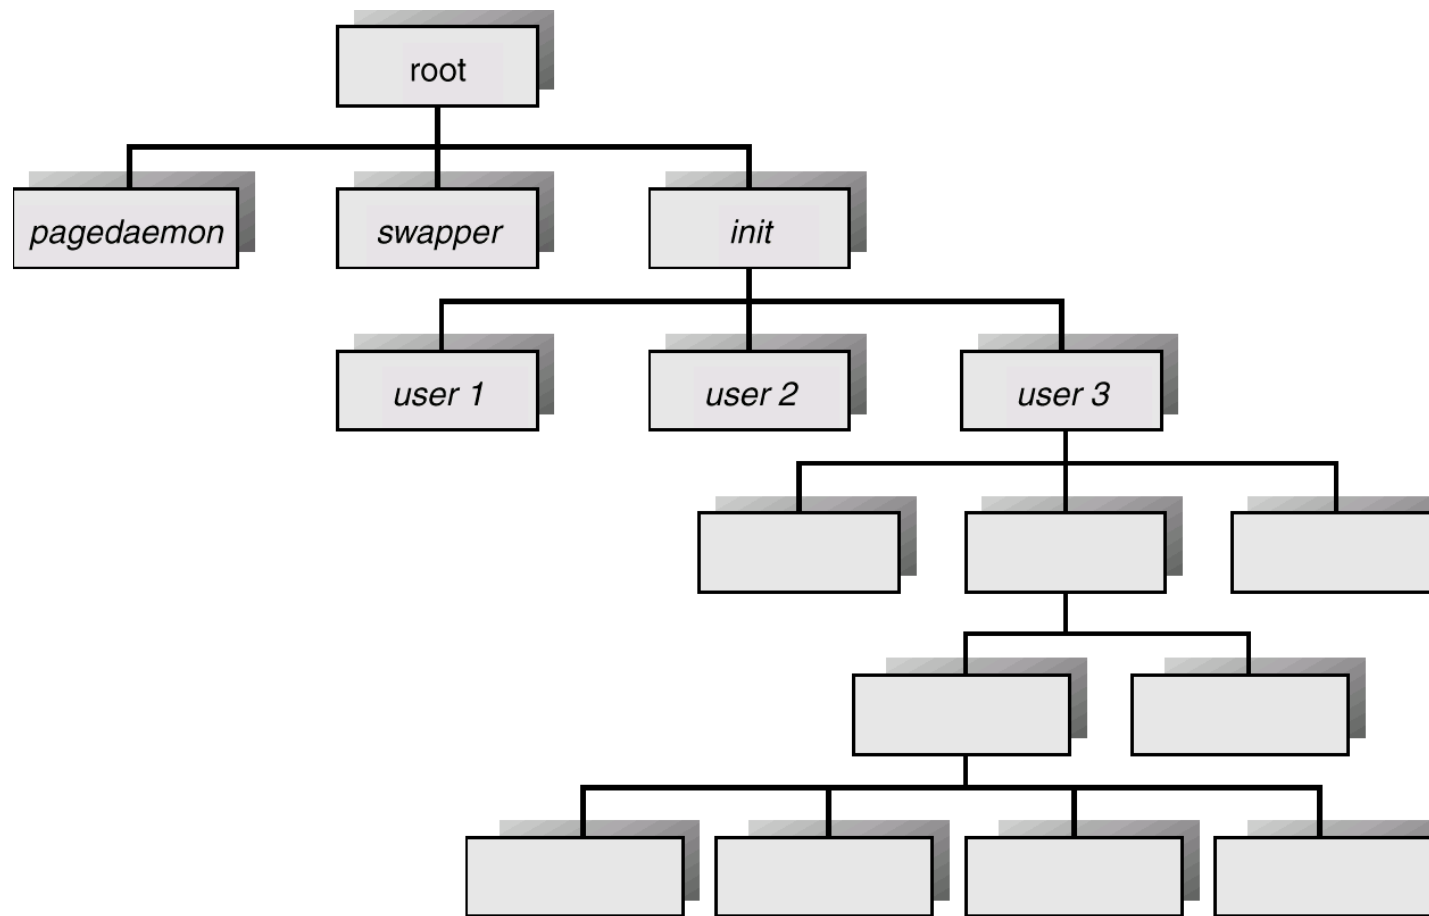 root
pagedaemon
swapper
init
user 1
user 2
user 3